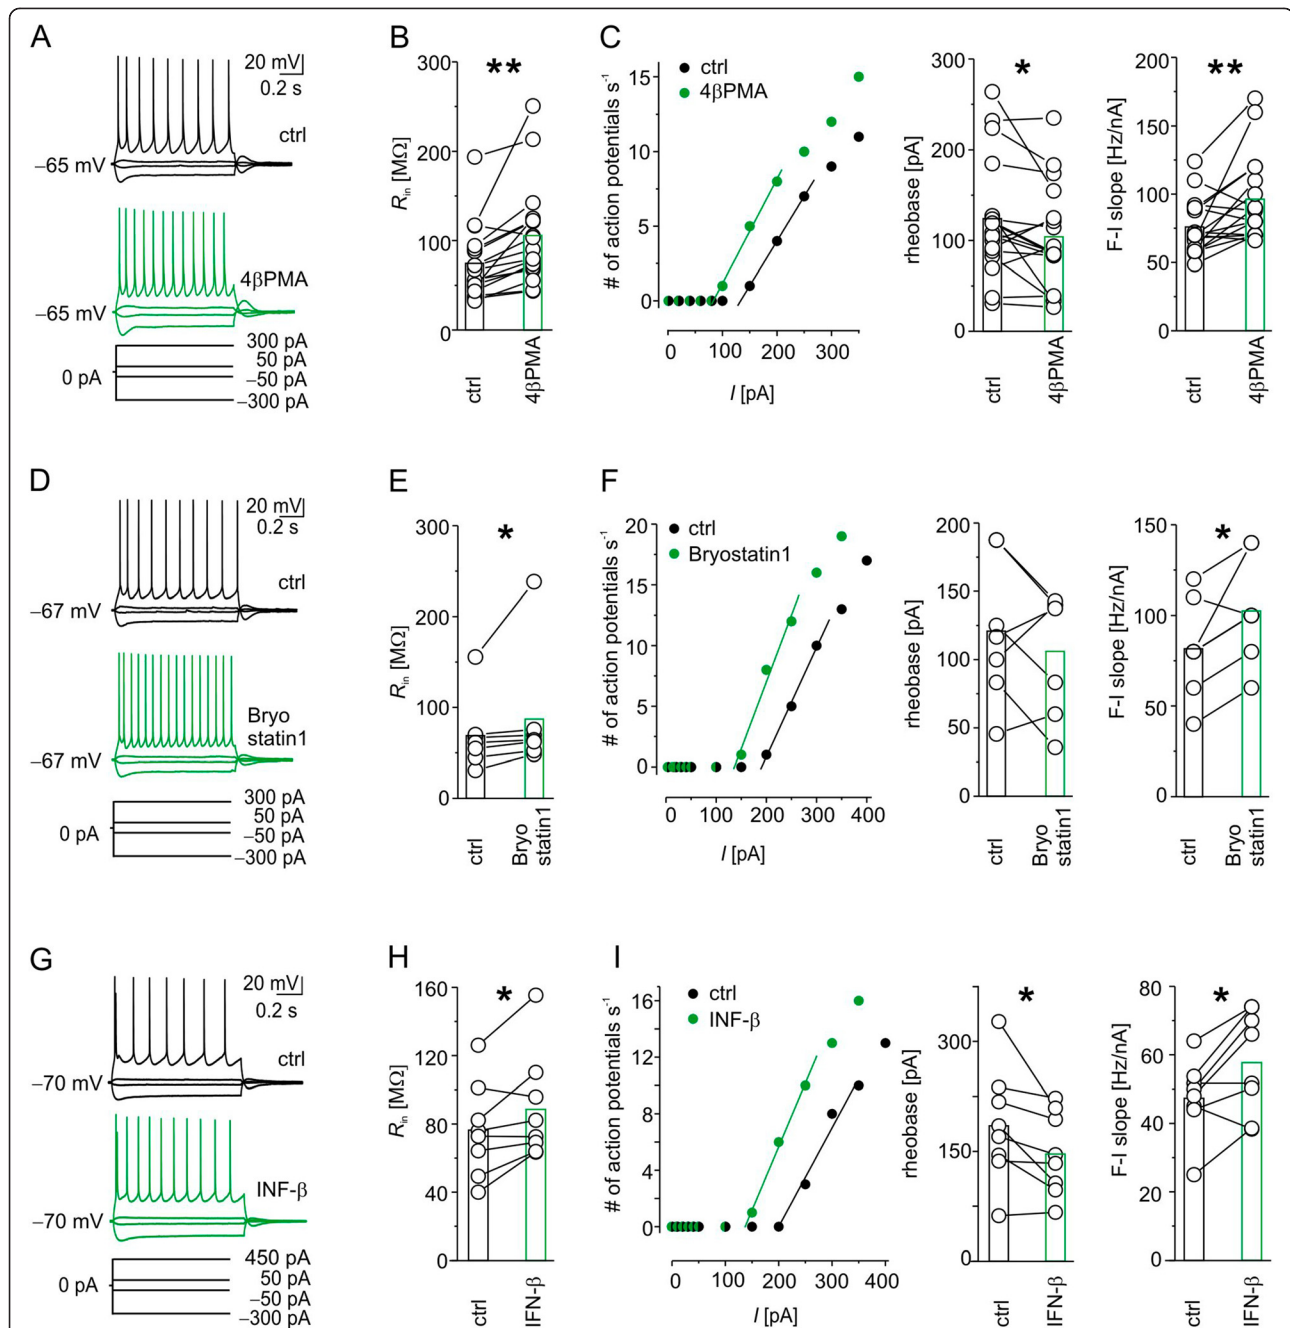 A
20 mV
0.2 s
ctrl
–65 mV
4βPMA
–65 mV
300 pA
50 pA
0 pA
–50 pA
–300 pA
B
**
300
200
100
0
Rin [MΩ]
ctrl
4βPMA
C
ctrl
4βPMA
15
10
5
0
# of action potentials s-1
0 100 200 300
I [pA]
*
300
200
100
0
rheobase [pA]
ctrl
4βPMA
**
200
150
100
50
0
F-I slope [Hz/nA]
ctrl
4βPMA
D
20 mV
0.2 s
ctrl
–67 mV
Bryo
statin1
–67 mV
300 pA
50 pA
0 pA
–50 pA
–300 pA
E
*
300
200
100
0
Rin [MΩ]
ctrl
Bryo
statin1
F
ctrl
Bryostatin1
20
15
10
5
0
# of action potentials s-1
0 100 200 300 400
I [pA]
200
150
100
50
0
rheobase [pA]
ctrl
Bryo
statin1
*
150
100
50
0
F-I slope [Hz/nA]
ctrl
Bryo
statin1
G
20 mV
0.2 s
ctrl
–70 mV
INF-β
–70 mV
450 pA
50 pA
0 pA
–50 pA
–300 pA
H
*
160
120
80
40
0
Rin [MΩ]
ctrl
IFN-β
I
ctrl
INF-β
16
14
12
10
8
6
4
2
0
# of action potentials s-1
0 100 200 300 400
I [pA]
*
300
150
0
rheobase [pA]
ctrl
IFN-β
*
80
60
40
20
0
F-I slope [Hz/nA]
ctrl
IFN-β